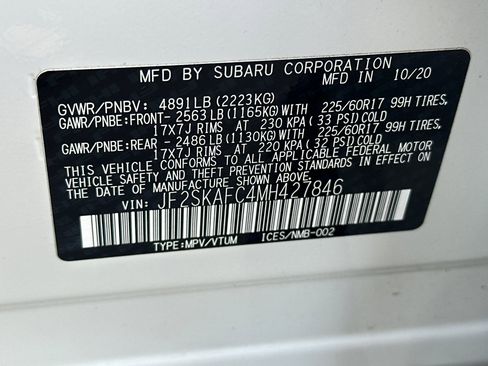 MFD BY SUBARU CORPORATION
MFD IN 10/20
GVWR/PNBV: 4891 LB (2223KG)
GAWR/PNBE:FRONT- 2563 LB (1165KG)WITH 225/60R17 99H TIRES,
17X7J RIMS AT 230 KPA ( 33 PSI)COLD
GAWR/PNBE:REAR - 2486 LB (1130KG)WITH 225/60R17 99H TIRES,
17X7J RIMS AT 220 KPA ( 32 PSI)COLD
THIS VEHICLE CONFORMS TO ALL APPLICABLE FEDERAL MOTOR
VEHICLE SAFETY AND THEFT PREVENTION STANDARDS IN EFFECT ON
THE DATE OF MANUFACTURE SHOWN ABOVE.
VIN: JF2SKAFC4MH427846
TYPE:MPV/VTUM ICES/NMB-002